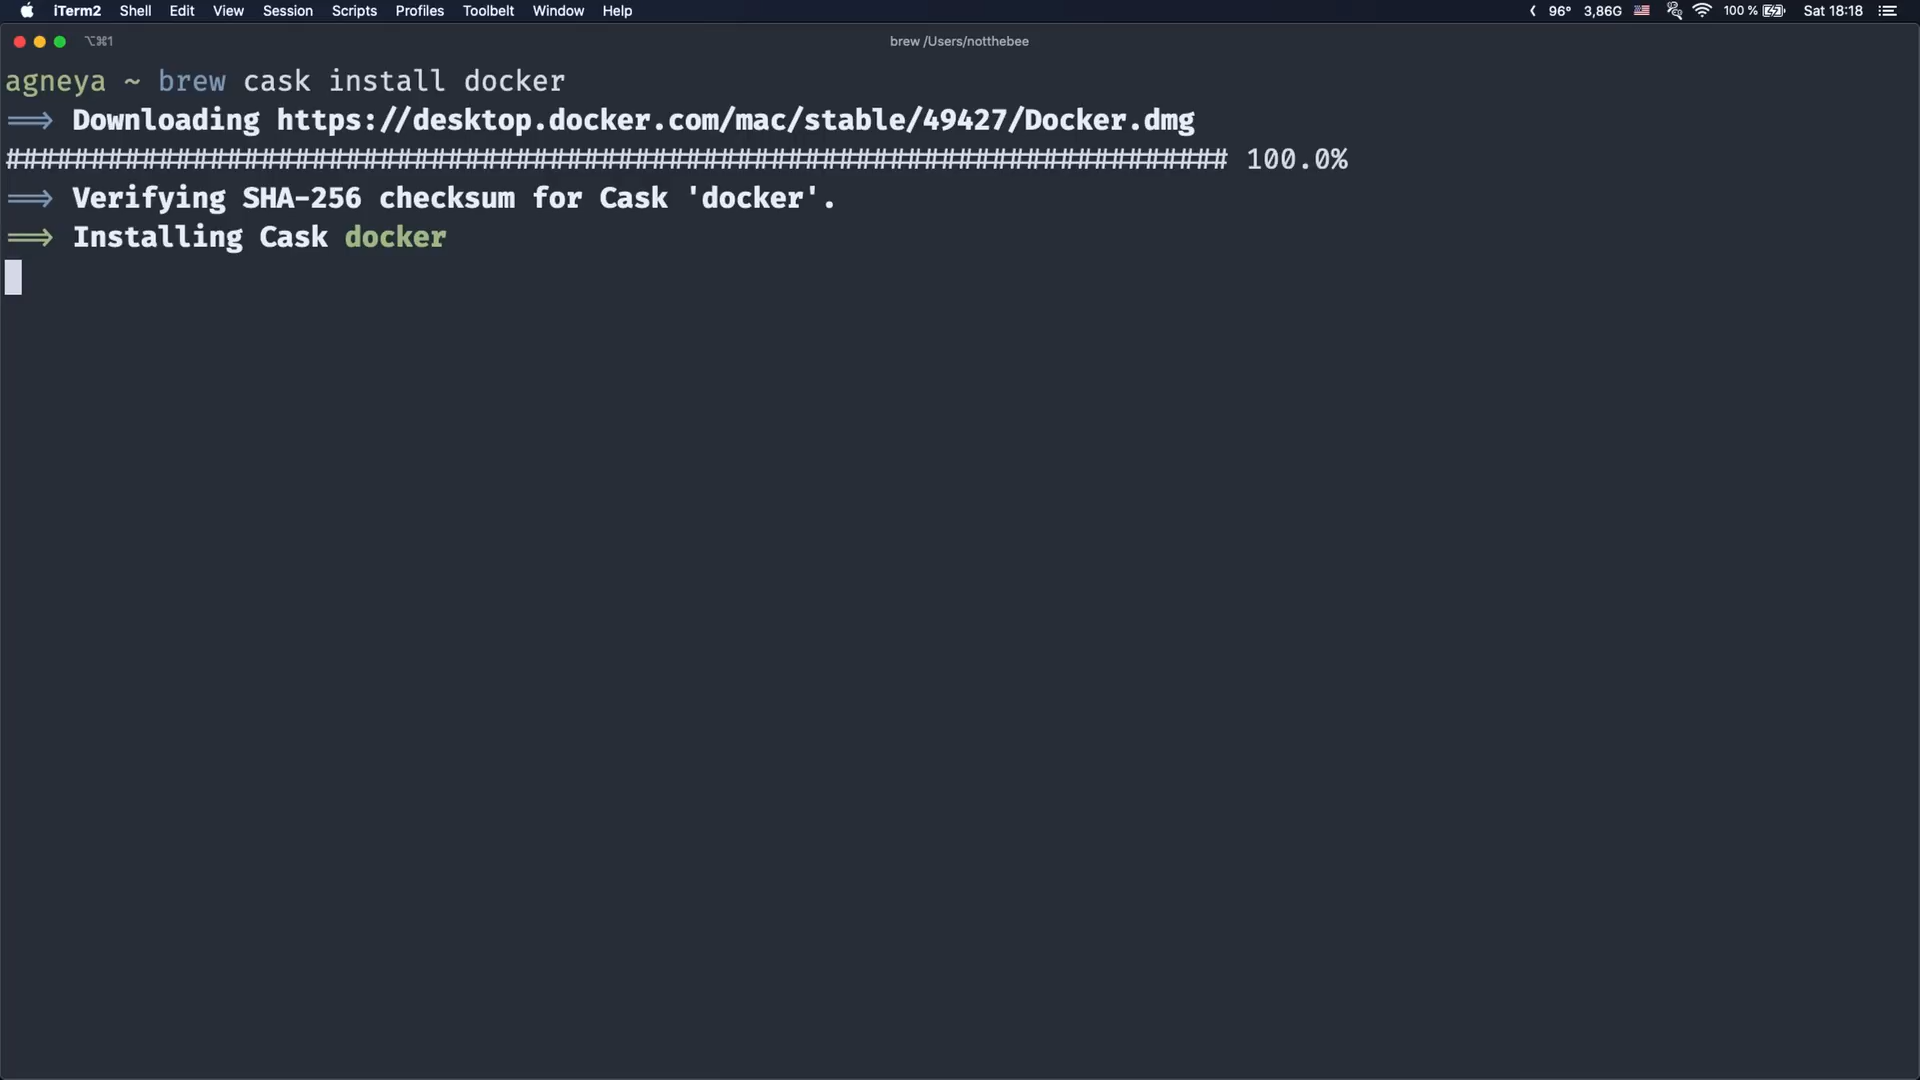 iTerm2 Shell Edit View Session Scripts Profiles Toolbelt Window Help 96° 3,86G 100 % Sat 18:18
⌥⌘1 brew /Users/notthebee
agneya ~ brew cask install docker
==> Downloading https://desktop.docker.com/mac/stable/49427/Docker.dmg
######################################################################## 100.0%
==> Verifying SHA-256 checksum for Cask 'docker'.
==> Installing Cask docker